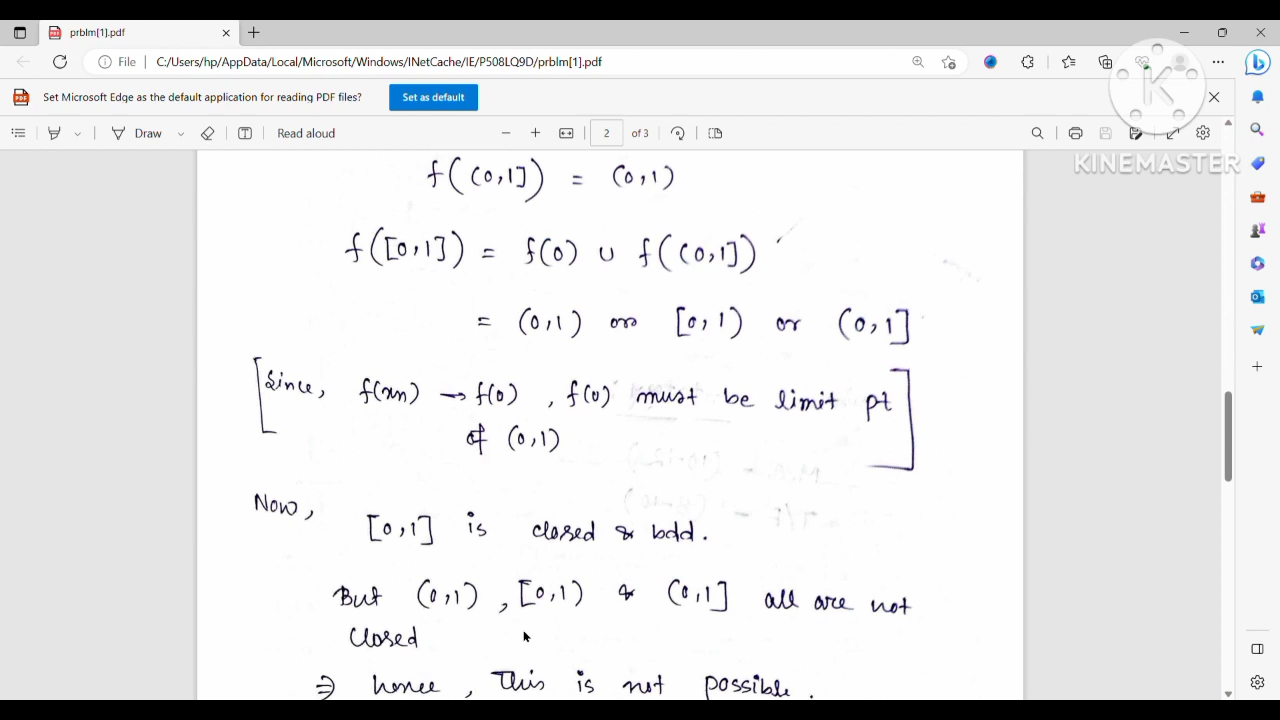 prblm[1].pdf
File
C:/Users/hp/AppData/Local/Microsoft/Windows/INetCache/IE/P508LQ9D/prblm[1].pdf
K
KINEMASTER
Set Microsoft Edge as the default application for reading PDF files?
Set as default
Draw
Read aloud
2 of 3
f((0,1]) = (0,1)
f([0,1]) = f(0) ∪ f((0,1])
= (0,1) or [0,1) or (0,1]
[Since, f(xn) → f(0), f(0) must be limit pt
of (0,1)]
Now,
[0,1] is closed & bdd.
But (0,1), [0,1) & (0,1] all are not
closed
⇒ hence, This is not possible.